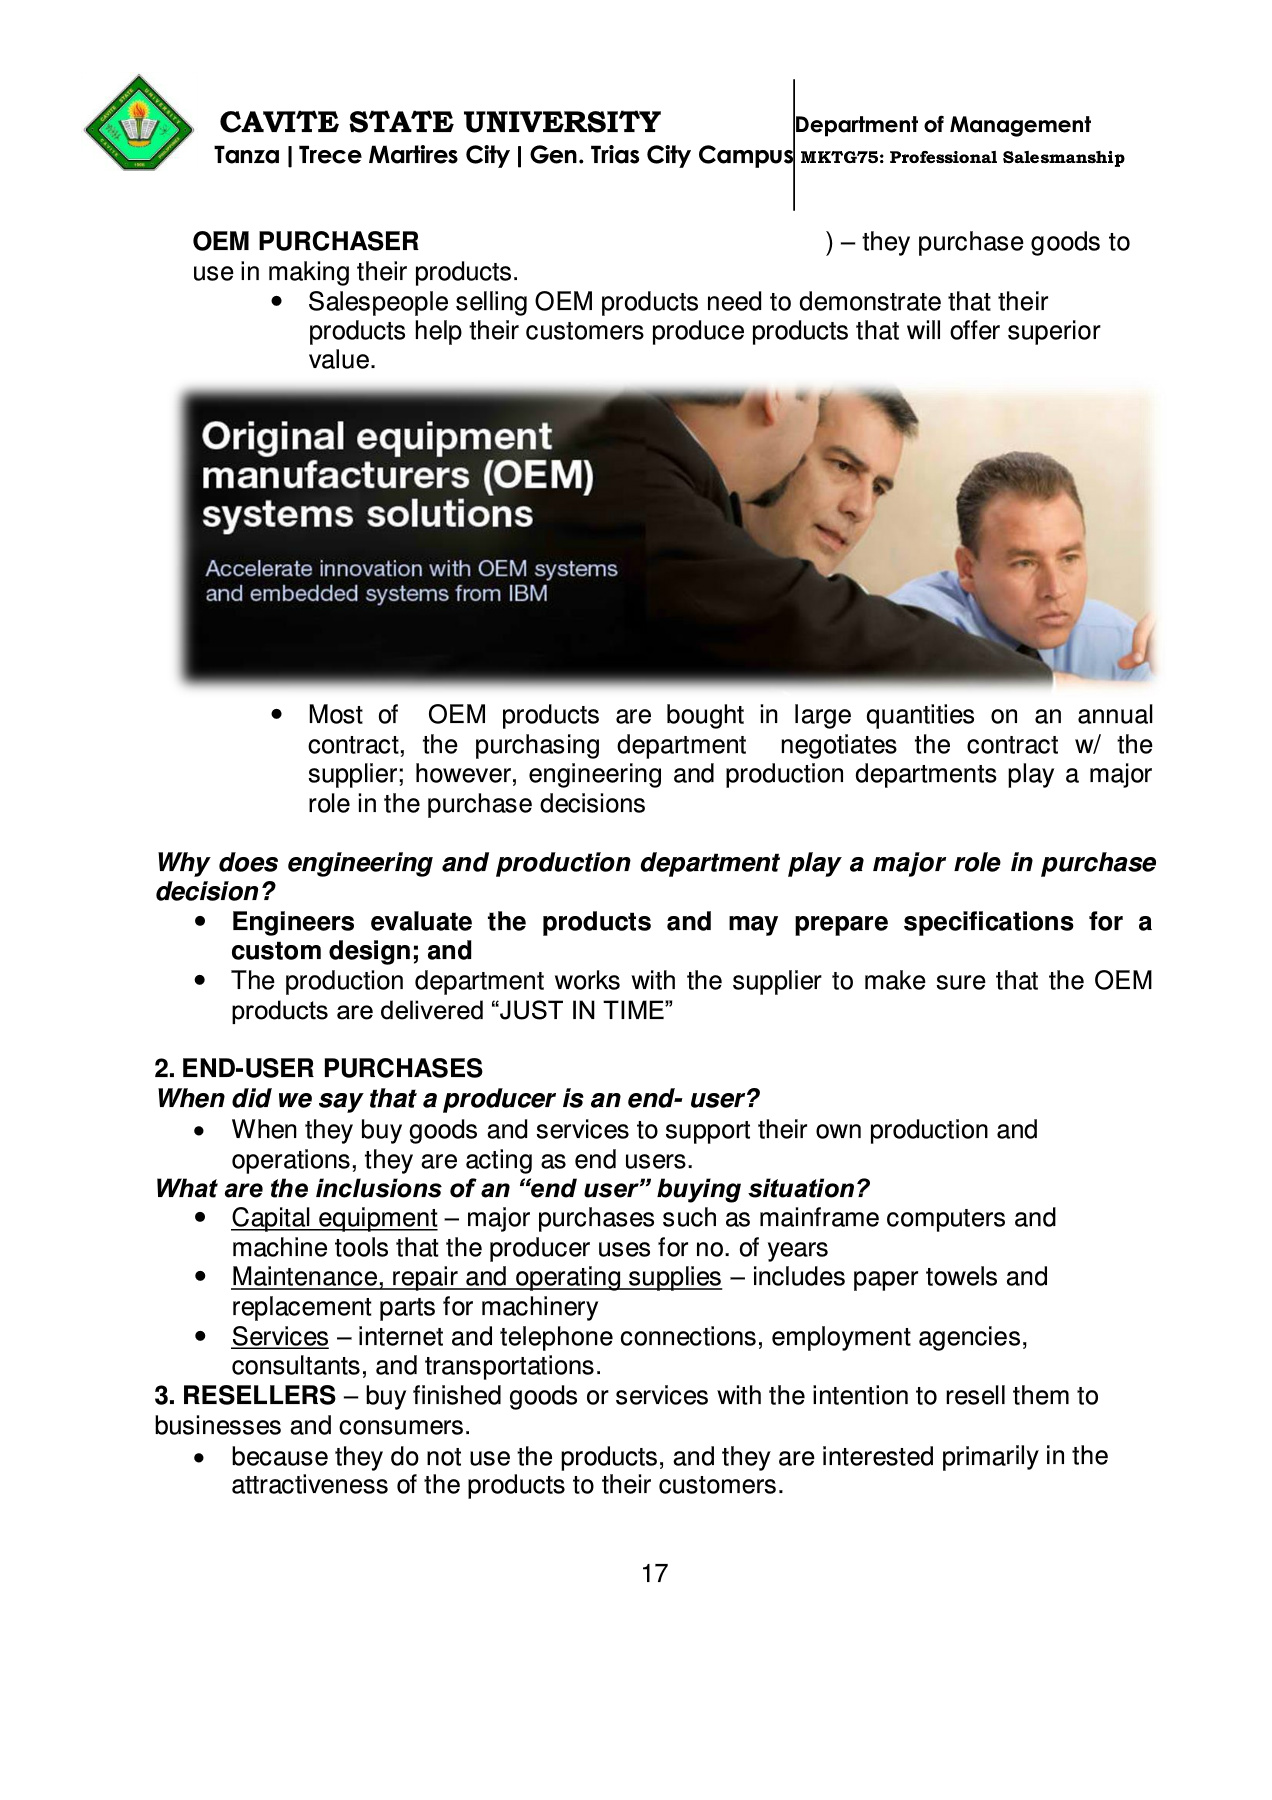 CAVITE STATE UNIVERSITY
Tanza | Trece Martires City | Gen. Trias City Campus
Department of Management
MKTG75: Professional Salesmanship
OEM PURCHASER ) – they purchase goods to
use in making their products.
• Salespeople selling OEM products need to demonstrate that their
products help their customers produce products that will offer superior
value.
Original equipment
manufacturers (OEM)
systems solutions
Accelerate innovation with OEM systems
and embedded systems from IBM
• Most of OEM products are bought in large quantities on an annual
contract, the purchasing department negotiates the contract w/ the
supplier; however, engineering and production departments play a major
role in the purchase decisions
Why does engineering and production department play a major role in purchase
decision?
• Engineers evaluate the products and may prepare specifications for a
custom design; and
• The production department works with the supplier to make sure that the OEM
products are delivered “JUST IN TIME”
2. END-USER PURCHASES
When did we say that a producer is an end- user?
• When they buy goods and services to support their own production and
operations, they are acting as end users.
What are the inclusions of an “end user” buying situation?
• Capital equipment – major purchases such as mainframe computers and
machine tools that the producer uses for no. of years
• Maintenance, repair and operating supplies – includes paper towels and
replacement parts for machinery
• Services – internet and telephone connections, employment agencies,
consultants, and transportations.
3. RESELLERS – buy finished goods or services with the intention to resell them to
businesses and consumers.
• because they do not use the products, and they are interested primarily in the
attractiveness of the products to their customers.
17